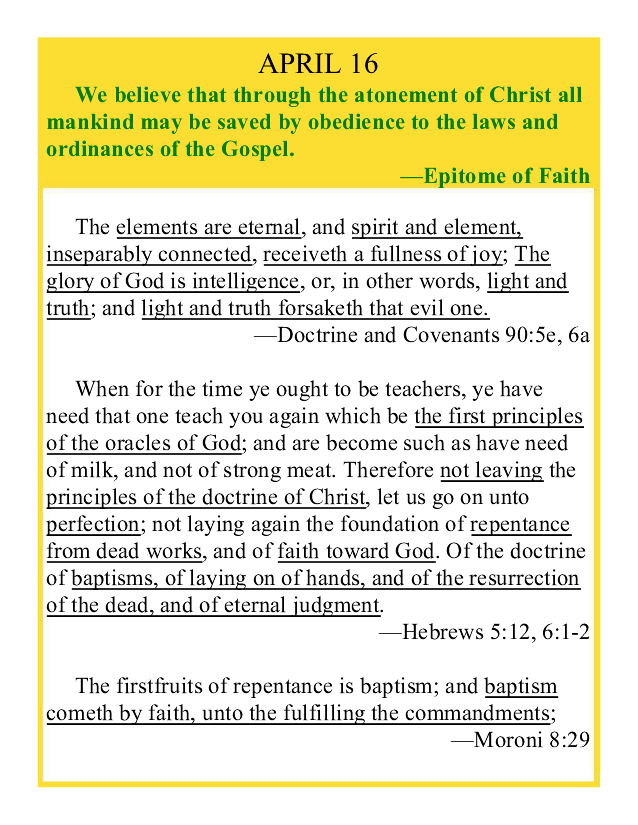 APRIL 16
We believe that through the atonement of Christ all
mankind may be saved by obedience to the laws and
ordinances of the Gospel.
—Epitome of Faith
The elements are eternal, and spirit and element,
inseparably connected, receiveth a fullness of joy; The
glory of God is intelligence, or, in other words, light and
truth; and light and truth forsaketh that evil one.
—Doctrine and Covenants 90:5e, 6a
When for the time ye ought to be teachers, ye have
need that one teach you again which be the first principles
of the oracles of God; and are become such as have need
of milk, and not of strong meat. Therefore not leaving the
principles of the doctrine of Christ, let us go on unto
perfection; not laying again the foundation of repentance
from dead works, and of faith toward God. Of the doctrine
of baptisms, of laying on of hands, and of the resurrection
of the dead, and of eternal judgment.
—Hebrews 5:12, 6:1-2
The firstfruits of repentance is baptism; and baptism
cometh by faith, unto the fulfilling the commandments;
—Moroni 8:29